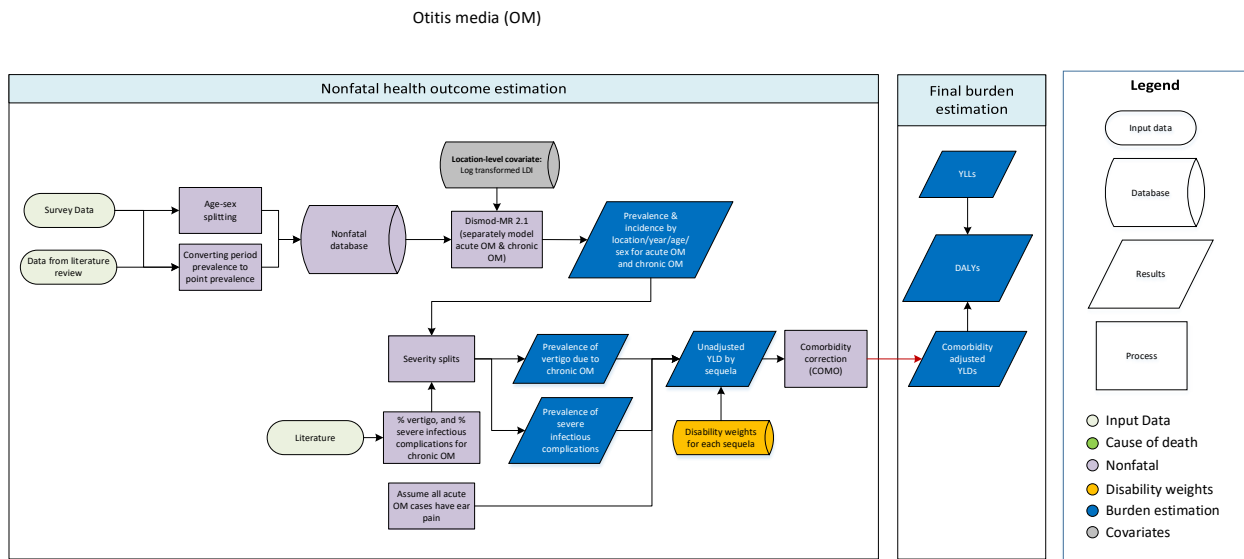 Otitis media (OM)
Nonfatal health outcome estimation
Final burden
estimation
Legend
Input data
Database
Results
Process
Input Data
Cause of death
Nonfatal
Disability weights
Burden estimation
Covariates
Survey Data
Data from literature
review
Age-sex
splitting
Converting period
prevalence to
point prevalence
Nonfatal
database
Location-level covariate:
Log transformed LDI
Dismod-MR 2.1
(separately model
acute OM & chronic
OM)
Prevalence &
incidence by
location/year/age/
sex for acute OM
and chronic OM
Severity splits
Literature
% vertigo, and %
severe infectious
complications for
chronic OM
Assume all acute
OM cases have ear
pain
Prevalence of
vertigo due to
chronic OM
Prevalence of
severe
infectious
complications
Unadjusted
YLD by
sequela
Disability weights
for each sequela
Comorbidity
correction
(COMO)
YLLs
DALYs
Comorbidity
adjusted
YLDs